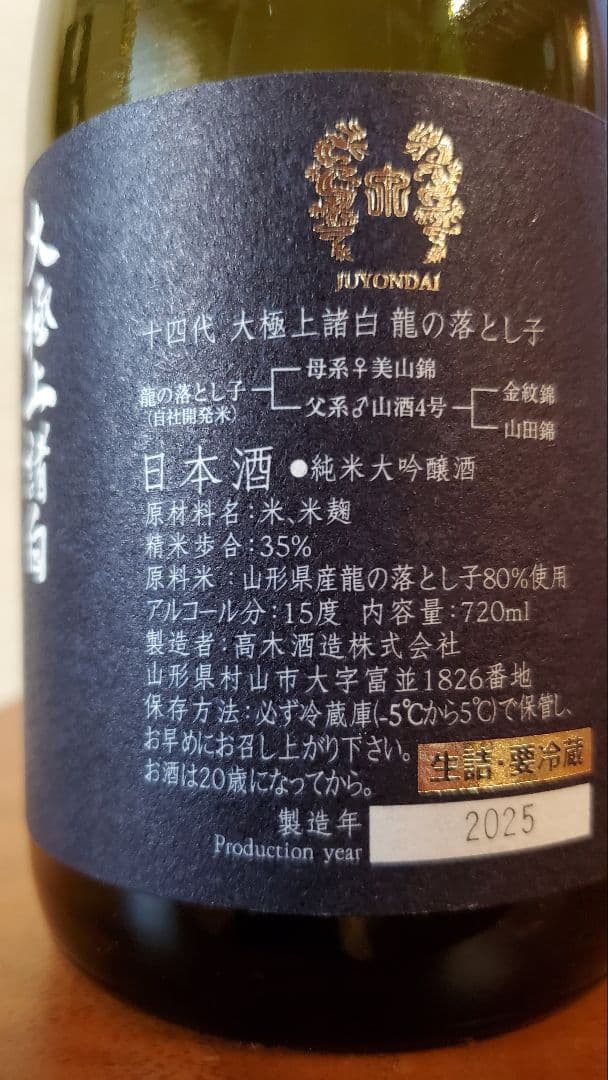 大極上諸白
JUYONDAI
十四代 大極上諸白 龍の落とし子
龍の落とし子
(自社開発米)
母系♀美山錦
父系♂山酒4号
金紋錦
山田錦
日本酒 ●純米大吟醸酒
原材料名:米、米麹
精米歩合:35%
原料米:山形県産龍の落とし子80%使用
アルコール分:15度 内容量:720ml
製造者:高木酒造株式会社
山形県村山市大字富並1826番地
保存方法:必ず冷蔵庫(-5℃から5℃)で保管し、
お早めにお召し上がり下さい。
お酒は20歳になってから。
生詰・要冷蔵
製造年
Production year
2025